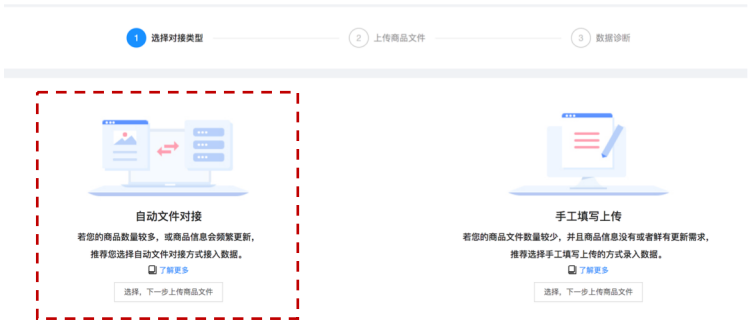 1 选择对接类型
2 上传商品文件
3 数据诊断
自动文件对接
若您的商品数量较多，或商品信息会频繁更新，
推荐您选择自动文件对接方式接入数据。
了解更多
选择，下一步上传商品文件
手工填写上传
若您的商品文件数量较少，并且商品信息没有或者鲜有更新需求，
推荐选择手工填写上传的方式录入数据。
了解更多
选择，下一步上传商品文件